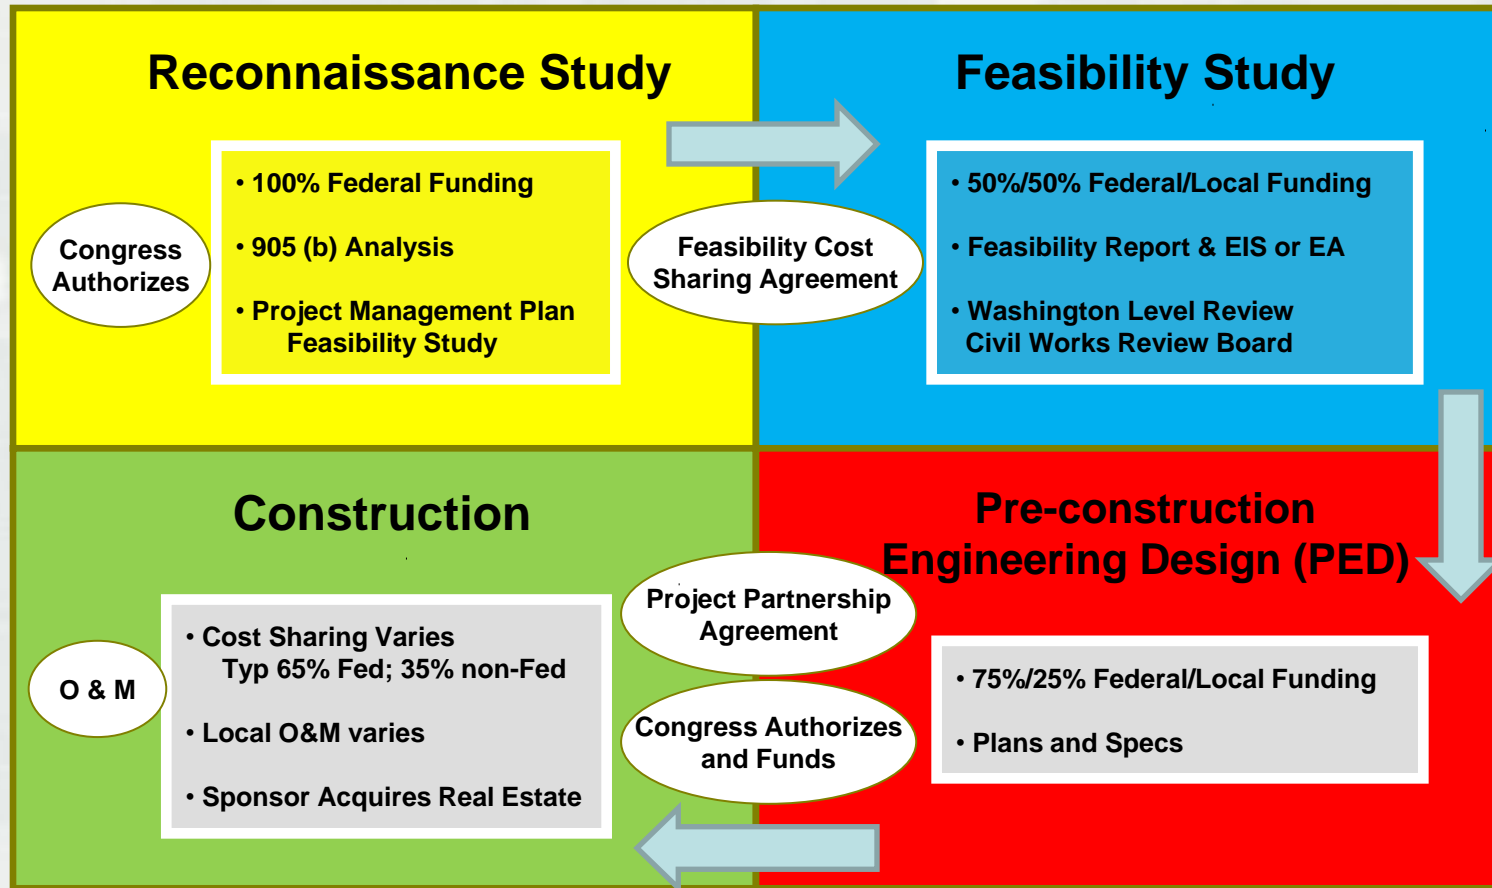 Reconnaissance Study
Congress
Authorizes
• 100% Federal Funding
• 905 (b) Analysis
• Project Management Plan
Feasibility Study
Feasibility Cost
Sharing Agreement
Feasibility Study
• 50%/50% Federal/Local Funding
• Feasibility Report & EIS or EA
• Washington Level Review
Civil Works Review Board
Pre-construction
Engineering Design (PED)
• 75%/25% Federal/Local Funding
• Plans and Specs
Project Partnership
Agreement
Congress Authorizes
and Funds
Construction
• Cost Sharing Varies
Typ 65% Fed; 35% non-Fed
• Local O&M varies
• Sponsor Acquires Real Estate
O & M